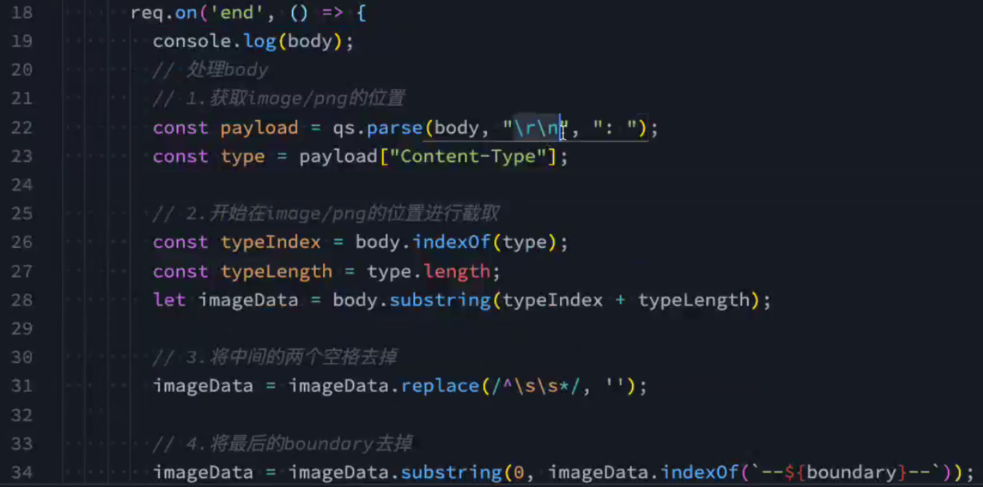 18 req.on('end', () => {
19 console.log(body);
20 // 处理body
21 // 1.获取image/png的位置
22 const payload = qs.parse(body, "\r\n", ": ");
23 const type = payload["Content-Type"];
24
25 // 2.开始在image/png的位置进行截取
26 const typeIndex = body.indexOf(type);
27 const typeLength = type.length;
28 let imageData = body.substring(typeIndex + typeLength);
29
30 // 3.将中间的两个空格去掉
31 imageData = imageData.replace(/^\s\s*/, '');
32
33 // 4.将最后的boundary去掉
34 imageData = imageData.substring(0, imageData.indexOf(`--${boundary}--`));